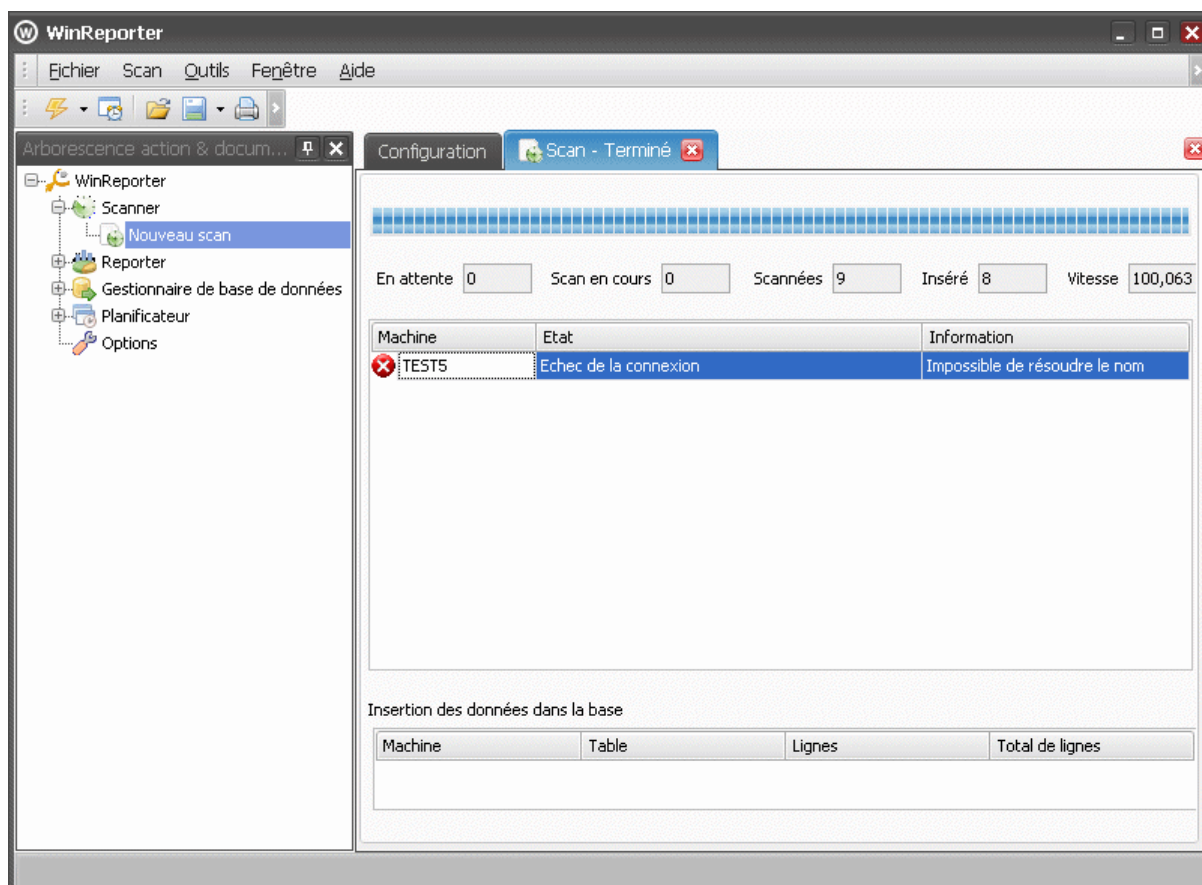 WinReporter
Fichier Scan Outils Fenêtre Aide
Arborescence action & docum...
Configuration
Scan - Terminé
WinReporter
Scanner
Nouveau scan
Reporter
Gestionnaire de base de données
Planificateur
Options
En attente 0 Scan en cours 0 Scannées 9 Inséré 8 Vitesse 100,063
Machine Etat Information
TEST5 Echec de la connexion Impossible de résoudre le nom
Insertion des données dans la base
Machine Table Lignes Total de lignes